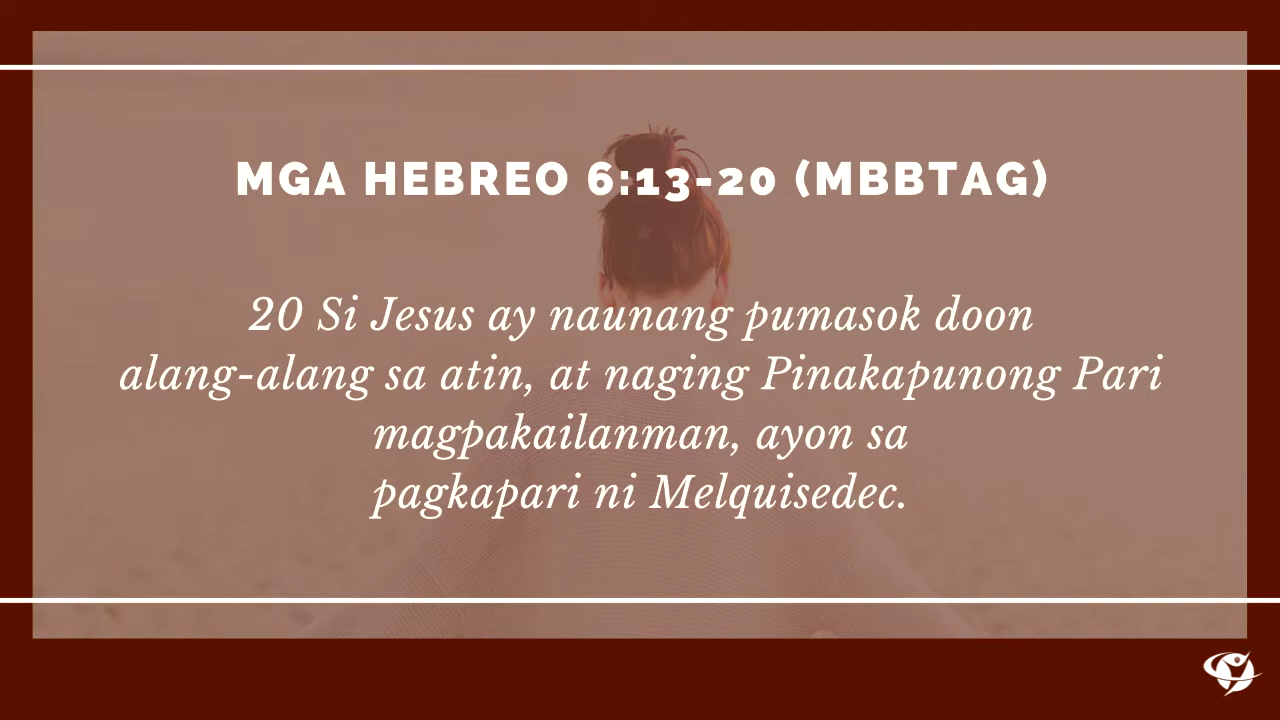 MGA HEBREO 6:13-20 (MBBTAG)
20 Si Jesus ay naunang pumasok doon
alang-alang sa atin, at naging Pinakapunong Pari
magpakailanman, ayon sa
pagkapari ni Melquisedec.